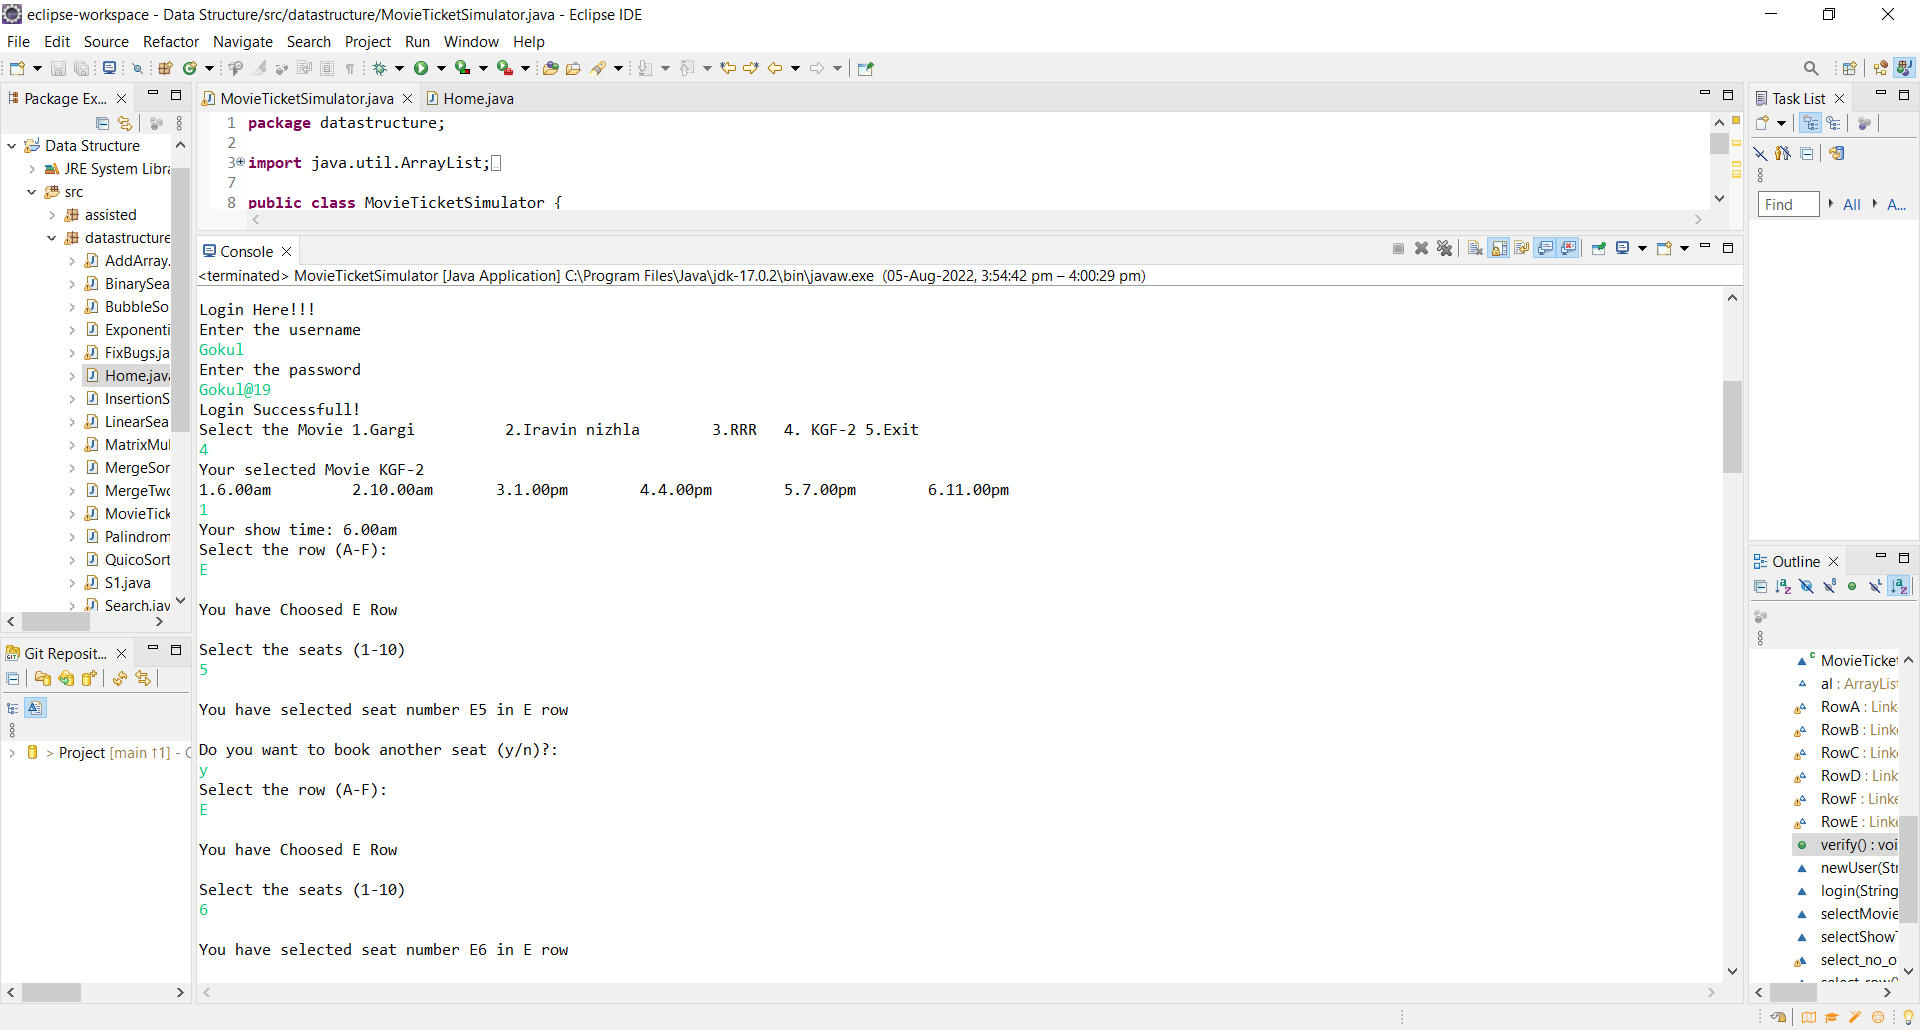 eclipse-workspace - Data Structure/src/datastructure/MovieTicketSimulator.java - Eclipse IDE
File Edit Source Refactor Navigate Search Project Run Window Help
Package Ex...
Data Structure
JRE System Libra
src
assisted
datastructure
AddArray.
BinarySea
BubbleSo
Exponenti
FixBugs.ja
Home.java
InsertionS
LinearSea
MatrixMul
MergeSor
MergeTwo
MovieTick
Palindrom
QuicoSort
S1.java
Search.jav
Git Reposit...
> Project [main ↑1] - C
MovieTicketSimulator.java Home.java
1 package datastructure;
2
3 import java.util.ArrayList;
7
8 public class MovieTicketSimulator {
Console
<terminated> MovieTicketSimulator [Java Application] C:\Program Files\Java\jdk-17.0.2\bin\javaw.exe (05-Aug-2022, 3:54:42 pm – 4:00:29 pm)
Login Here!!!
Enter the username
Gokul
Enter the password
Gokul@19
Login Successfull!
Select the Movie 1.Gargi 2.Iravin nizhla 3.RRR 4. KGF-2 5.Exit
4
Your selected Movie KGF-2
1.6.00am 2.10.00am 3.1.00pm 4.4.00pm 5.7.00pm 6.11.00pm
1
Your show time: 6.00am
Select the row (A-F):
E
You have Choosed E Row
Select the seats (1-10)
5
You have selected seat number E5 in E row
Do you want to book another seat (y/n)?:
y
Select the row (A-F):
E
You have Choosed E Row
Select the seats (1-10)
6
You have selected seat number E6 in E row
Task List
Find All A...
Outline
MovieTicket
al : ArrayList
RowA : Link
RowB : Link
RowC : Link
RowD : Link
RowF : Linke
RowE : Linke
verify() : voi
newUser(Str
login(String
selectMovie
selectShowT
select_no_o
select_row(